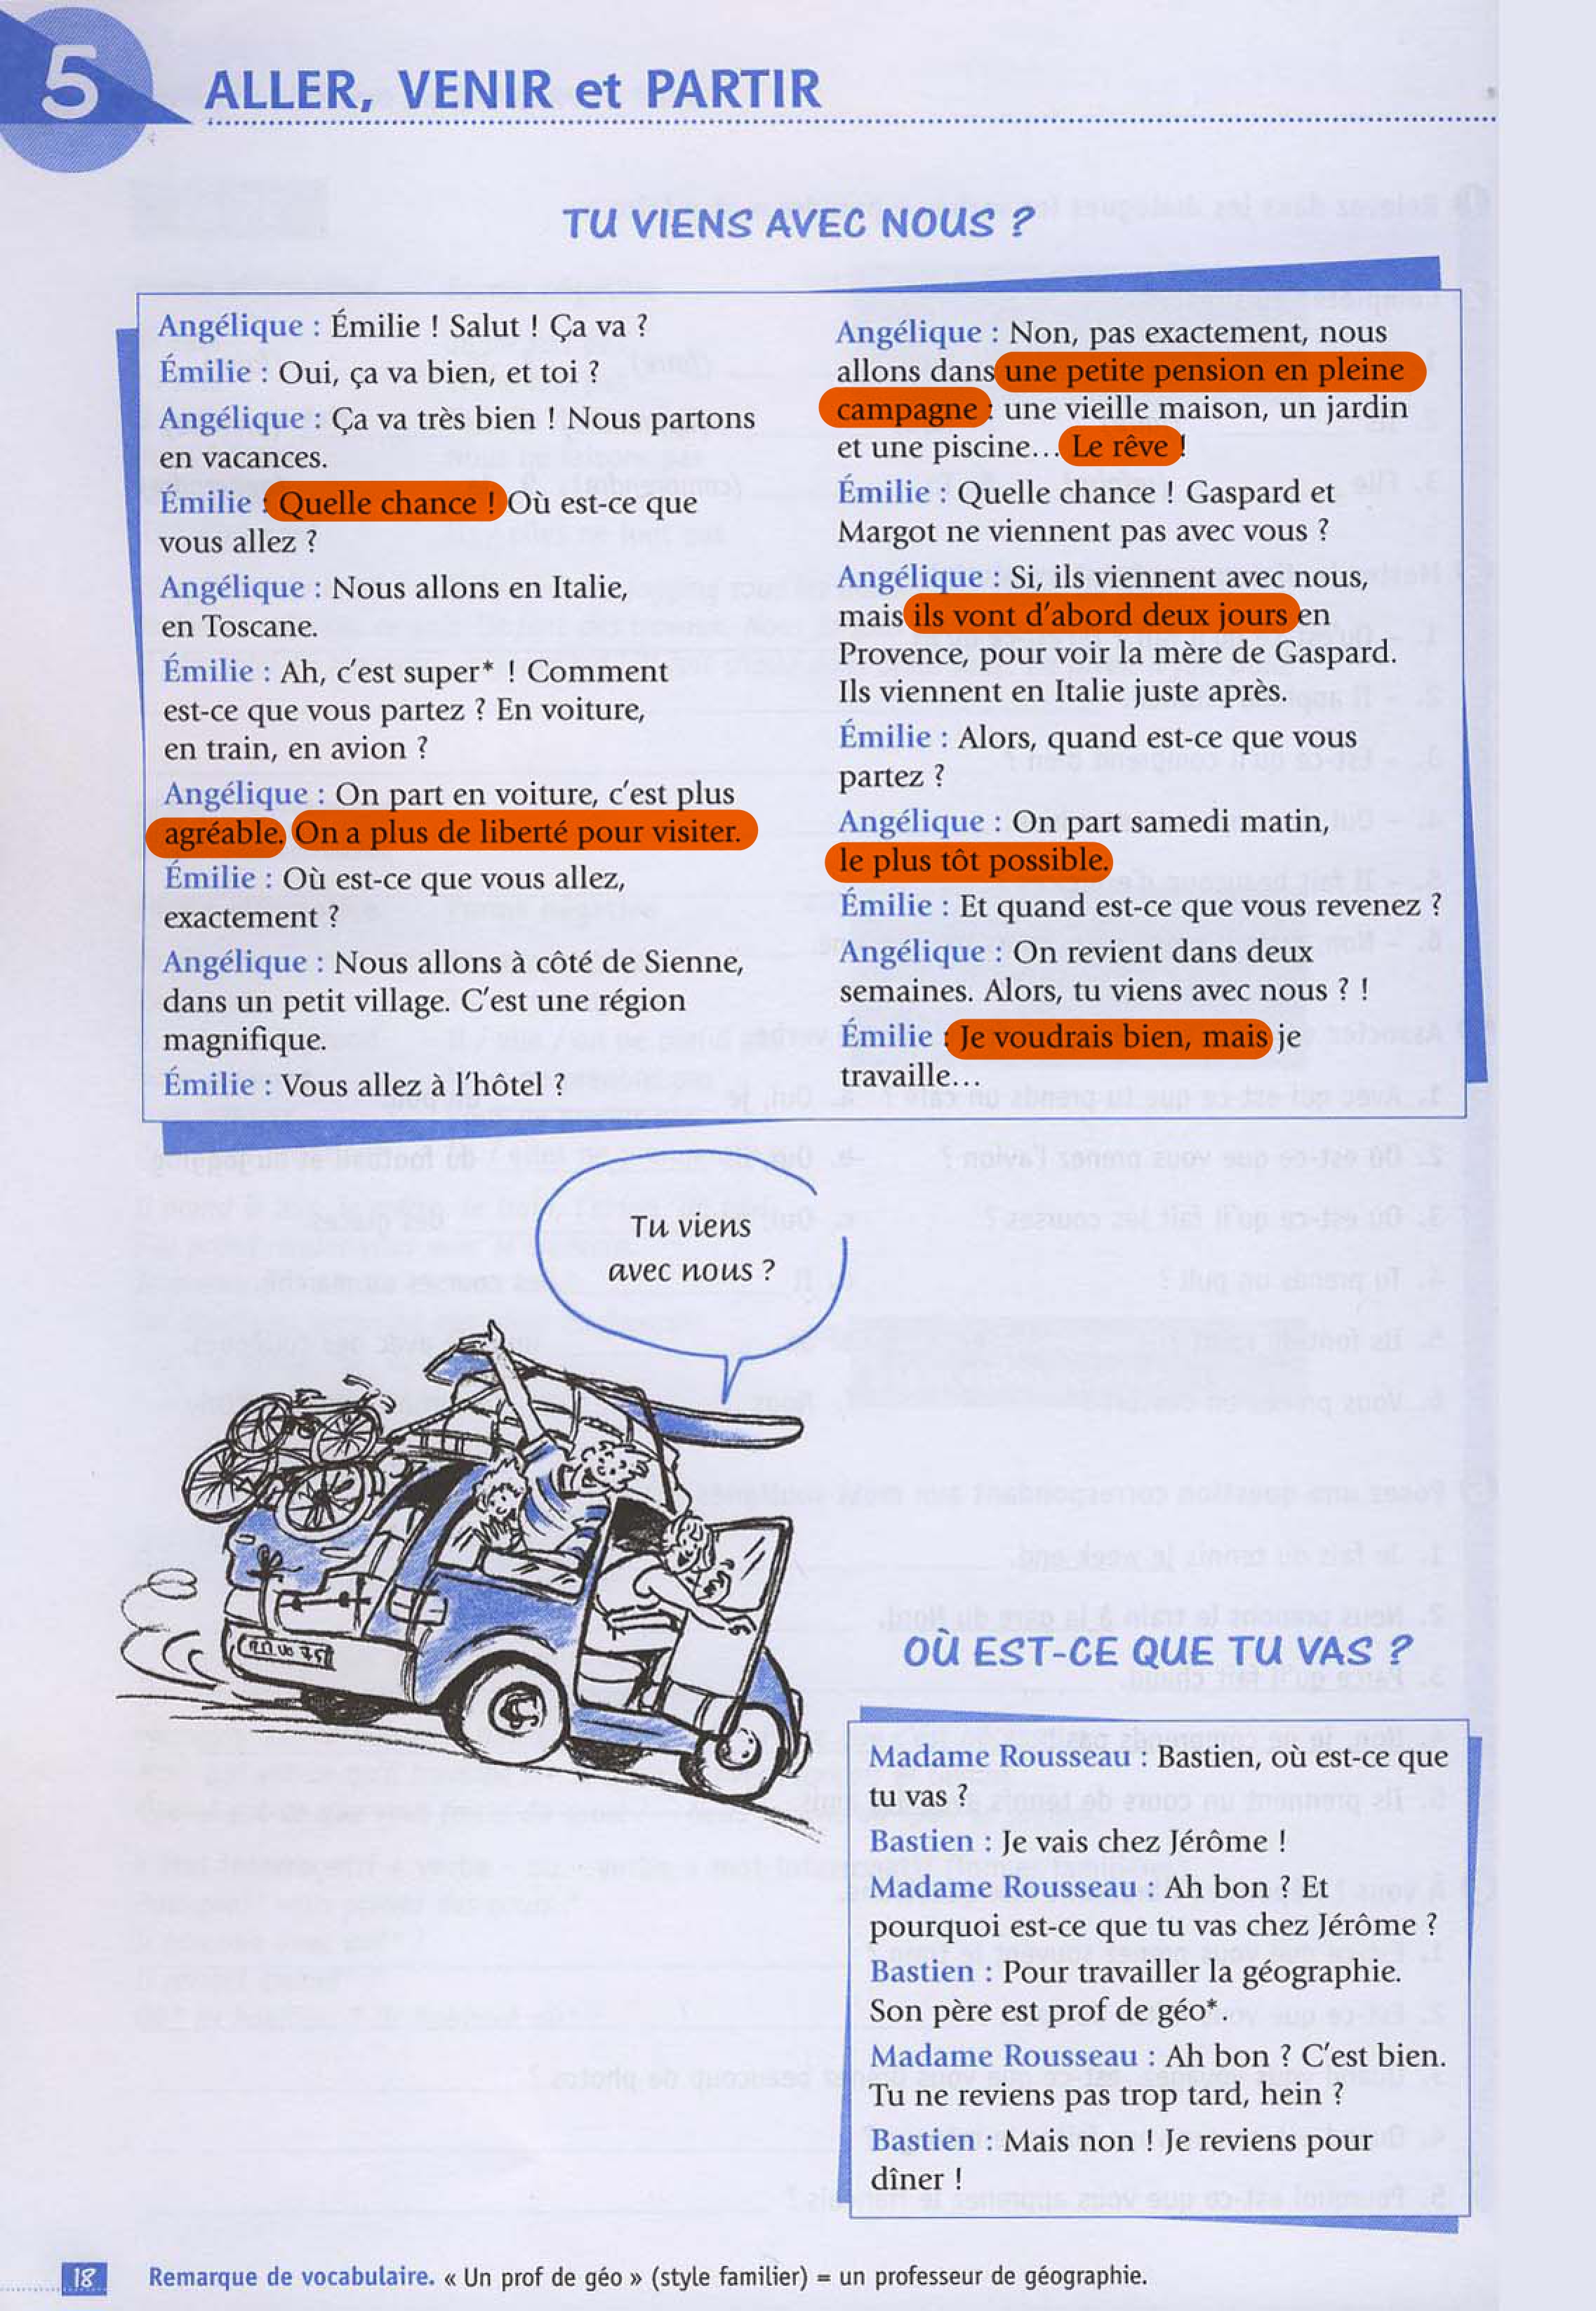 5
ALLER, VENIR et PARTIR
TU VIENS AVEC NOUS ?
Angélique : Émilie ! Salut ! Ça va ?
Émilie : Oui, ça va bien, et toi ?
Angélique : Ça va très bien ! Nous partons
en vacances.
Émilie : Quelle chance ! Où est-ce que
vous allez ?
Angélique : Nous allons en Italie,
en Toscane.
Émilie : Ah, c'est super* ! Comment
est-ce que vous partez ? En voiture,
en train, en avion ?
Angélique : On part en voiture, c'est plus
agréable. On a plus de liberté pour visiter.
Émilie : Où est-ce que vous allez,
exactement ?
Angélique : Nous allons à côté de Sienne,
dans un petit village. C'est une région
magnifique.
Émilie : Vous allez à l'hôtel ?
Angélique : Non, pas exactement, nous
allons dans une petite pension en pleine
campagne : une vieille maison, un jardin
et une piscine... Le rêve !
Émilie : Quelle chance ! Gaspard et
Margot ne viennent pas avec vous ?
Angélique : Si, ils viennent avec nous,
mais ils vont d'abord deux jours en
Provence, pour voir la mère de Gaspard.
Ils viennent en Italie juste après.
Émilie : Alors, quand est-ce que vous
partez ?
Angélique : On part samedi matin,
le plus tôt possible.
Émilie : Et quand est-ce que vous revenez ?
Angélique : On revient dans deux
semaines. Alors, tu viens avec nous ? !
Émilie : Je voudrais bien, mais je
travaille...
Tu viens
avec nous ?
OÙ EST-CE QUE TU VAS ?
Madame Rousseau : Bastien, où est-ce que
tu vas ?
Bastien : Je vais chez Jérôme !
Madame Rousseau : Ah bon ? Et
pourquoi est-ce que tu vas chez Jérôme ?
Bastien : Pour travailler la géographie.
Son père est prof de géo*.
Madame Rousseau : Ah bon ? C'est bien.
Tu ne reviens pas trop tard, hein ?
Bastien : Mais non ! Je reviens pour
dîner !
18
Remarque de vocabulaire. « Un prof de géo » (style familier) = un professeur de géographie.